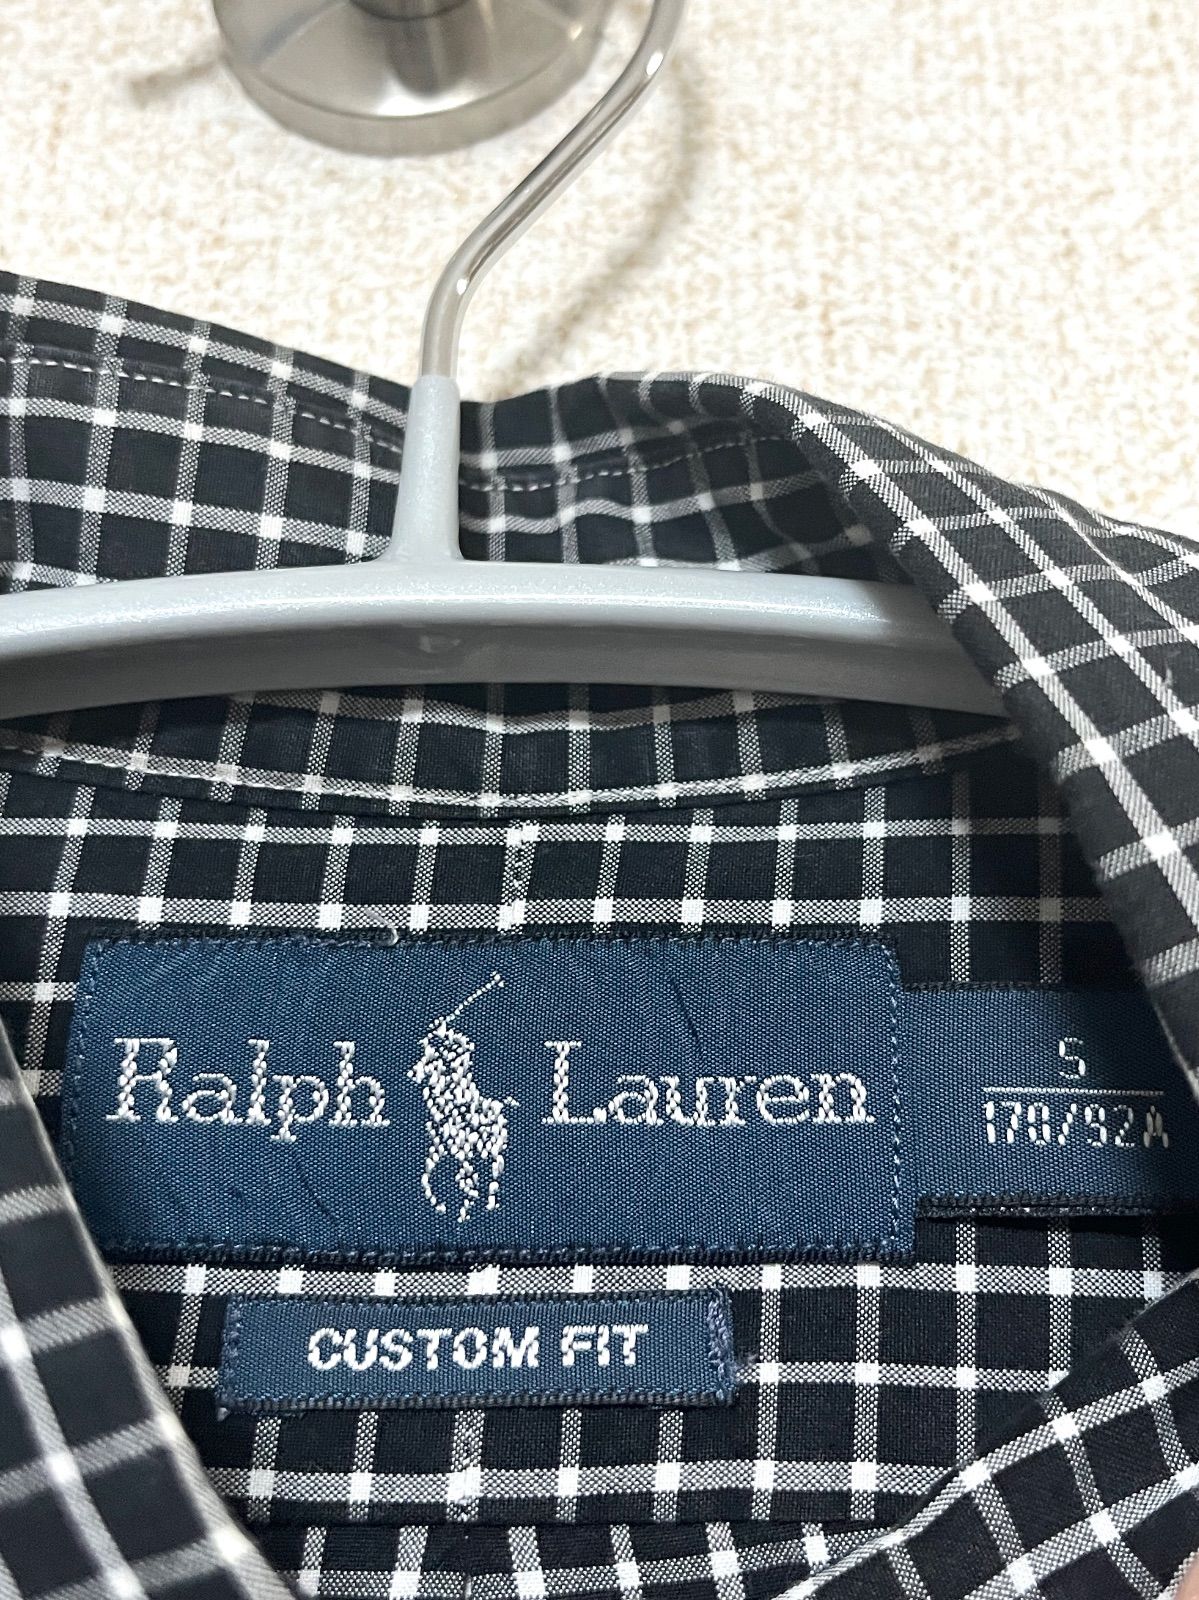 Ralph Lauren
S
170/92A
CUSTOM FIT